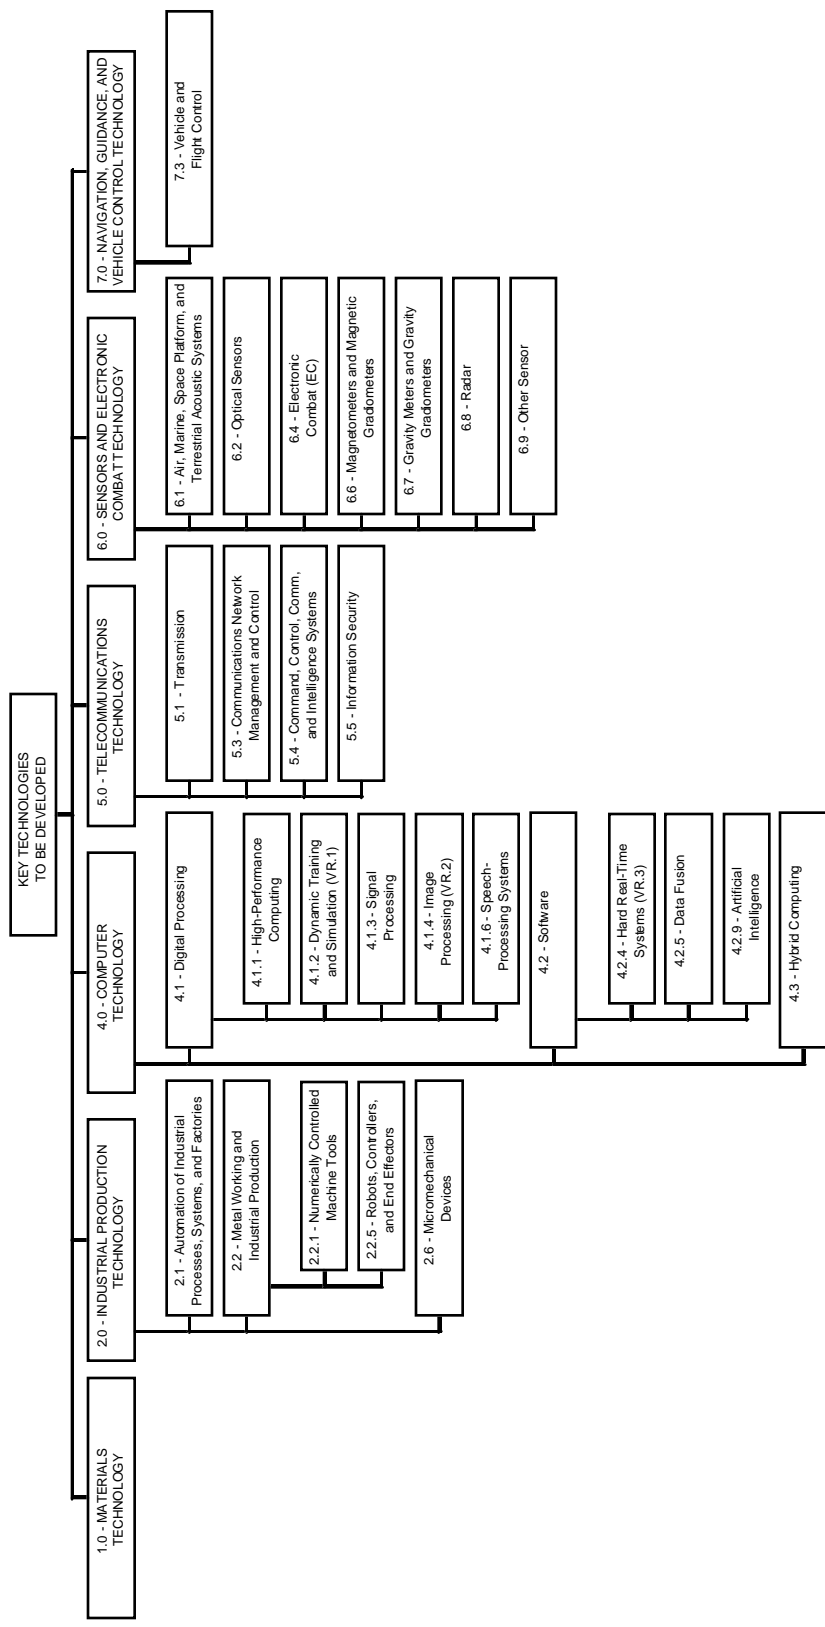 KEY TECHNOLOGIES
TO BE DEVELOPED
1.0 - MATERIALS
TECHNOLOGY
2.0 - INDUSTRIAL PRODUCTION
TECHNOLOGY
2.1 - Automation of Industrial
Processes, Systems, and Factories
2.2 - Metal Working and
Industrial Production
2.2.1 - Numerically Controlled
Machine Tools
2.2.5 - Robots, Controllers,
and End Effectors
2.6 - Micromechanical
Devices
4.0 - COMPUTER
TECHNOLOGY
4.1 - Digital Processing
4.1.1 - High-Performance
Computing
4.1.2 - Dynamic Training
and Simulation (VR.1)
4.1.3 - Signal
Processing
4.1.4 - Image
Processing (VR.2)
4.1.6 - Speech-
Processing Systems
4.2 - Software
4.2.4 - Hard Real-Time
Systems (VR.3)
4.2.5 - Data Fusion
4.2.9 - Artificial
Intelligence
4.3 - Hybrid Computing
5.0 - TELECOMMUNICATIONS
TECHNOLOGY
5.1 - Transmission
5.3 - Communications Network
Management and Control
5.4 - Command, Control, Comm,
and Intelligence Systems
5.5 - Information Security
6.0 - SENSORS AND ELECTRONIC
COMBAT TECHNOLOGY
6.1 - Air, Marine, Space Platform, and
Terrestrial Acoustic Systems
6.2 - Optical Sensors
6.4 - Electronic
Combat (EC)
6.6 - Magnetometers and Magnetic
Gradiometers
6.7 - Gravity Meters and Gravity
Gradiometers
6.8 - Radar
6.9 - Other Sensor
7.0 - NAVIGATION, GUIDANCE, AND
VEHICLE CONTROL TECHNOLOGY
7.3 - Vehicle and
Flight Control